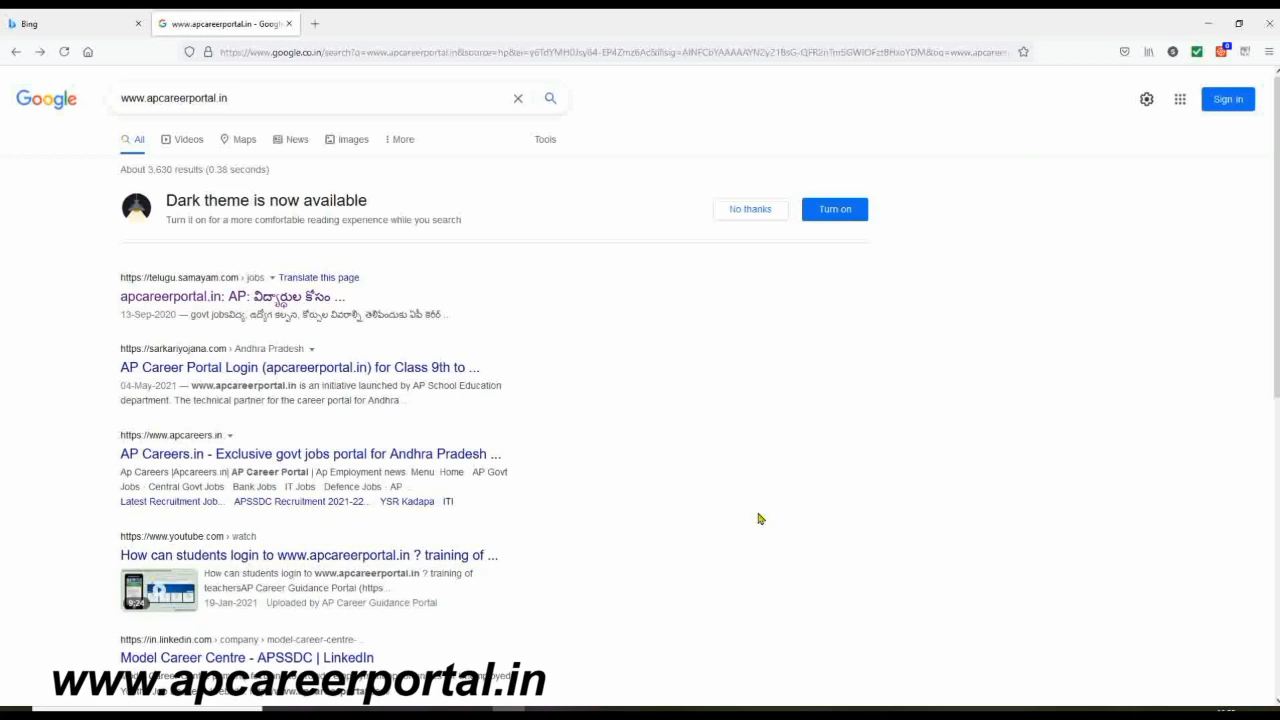 Bing
www.apcareerportal.in - Google
Google
www.apcareerportal.in
Sign in
All
Videos
Maps
News
Images
More
Tools
About 3,630 results (0.38 seconds)
Dark theme is now available
Turn it on for a more comfortable reading experience while you search
No thanks
Turn on
https://telugu.samayam.com › jobs
Translate this page
apcareerportal.in: AP: విద్యార్థుల కోసం ...
13-Sep-2020 — govt jobsవిద్య, ఉద్యోగ కల్పన, కోర్సుల వివరాల్ని తెలిపేందుకు ఏపీ కెరీర్ ...
https://sarkariyojana.com › Andhra Pradesh
AP Career Portal Login (apcareerportal.in) for Class 9th to ...
04-May-2021 — www.apcareerportal.in is an initiative launched by AP School Education
department. The technical partner for the career portal for Andhra ...
https://www.apcareers.in
AP Careers.in - Exclusive govt jobs portal for Andhra Pradesh ...
Ap Careers |Apcareers.in| AP Career Portal | Ap Employment news. Menu · Home · AP Govt
Jobs · Central Govt Jobs · Bank Jobs · IT Jobs · Defence Jobs · AP ...
Latest Recruitment Job... · APSSDC Recruitment 2021-22... · YSR Kadapa · ITI
https://www.youtube.com › watch
How can students login to www.apcareerportal.in ? training of ...
How can students login to www.apcareerportal.in ? training of
teachersAP Career Guidance Portal (https...
9:24
19-Jan-2021 · Uploaded by AP Career Guidance Portal
https://in.linkedin.com › company › model-career-centre-...
Model Career Centre - APSSDC | LinkedIn
www.apcareerportal.in